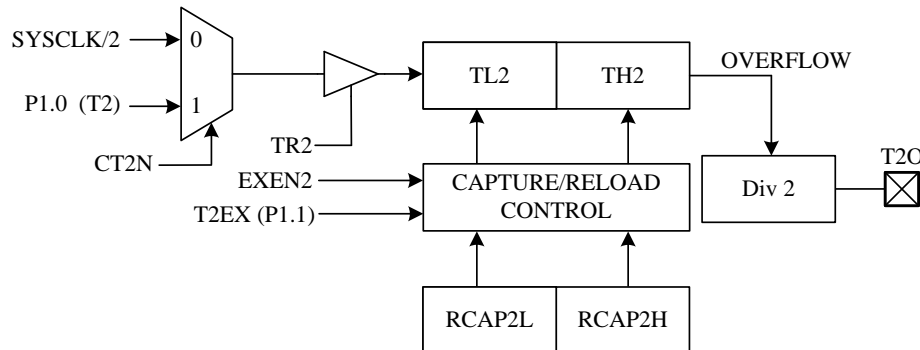 SYSCLK/2
0
OVERFLOW
TL2
TH2
P1.0 (T2)
1
TR2
T2O
CT2N
EXEN2
CAPTURE/RELOAD
CONTROL
Div 2
T2EX (P1.1)
RCAP2L
RCAP2H